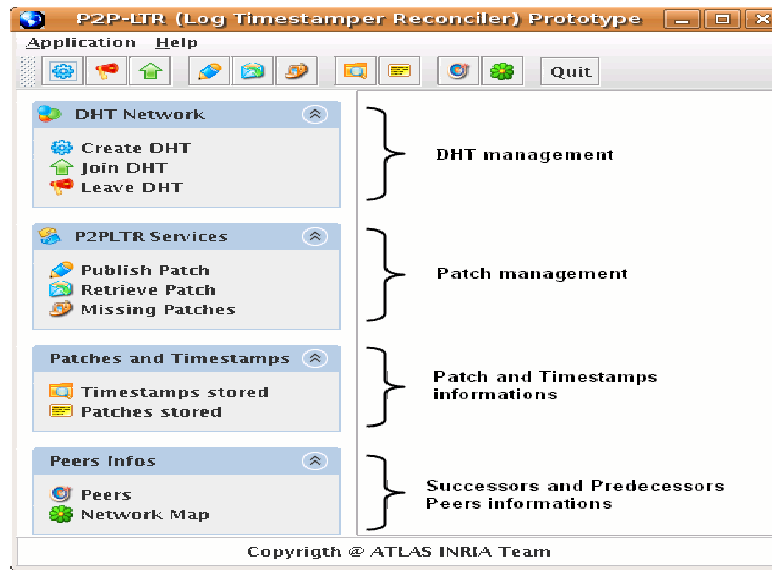 P2P-LTR (Log Timestamper Reconciler) Prototype
Application Help
Quit
DHT Network
Create DHT
Join DHT
Leave DHT
DHT management
P2PLTR Services
Publish Patch
Retrieve Patch
Missing Patches
Patch management
Patches and Timestamps
Timestamps stored
Patches stored
Patch and Timestamps
informations
Peers Infos
Peers
Network Map
Successors and Predecessors
Peers informations
Copyrigth @ ATLAS INRIA Team